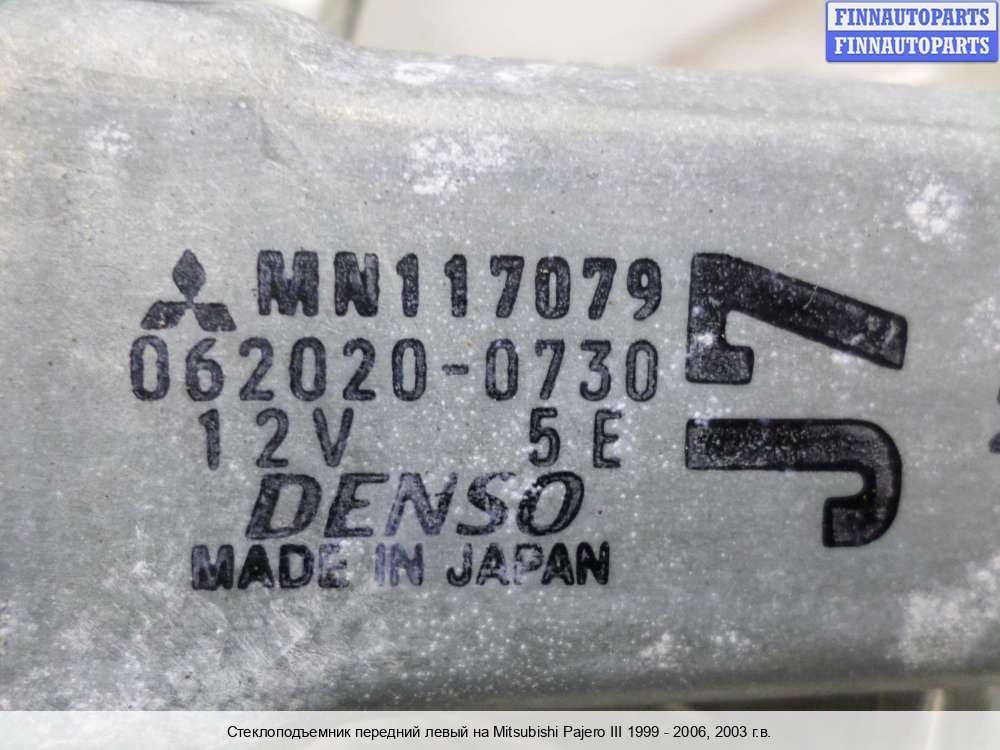 FINNAUTOPARTS
FINNAUTOPARTS
MN117079
062020-0730
12V 5E
DENSO
MADE IN JAPAN
J7
Стеклоподъемник передний левый на Mitsubishi Pajero III 1999 - 2006, 2003 г.в.